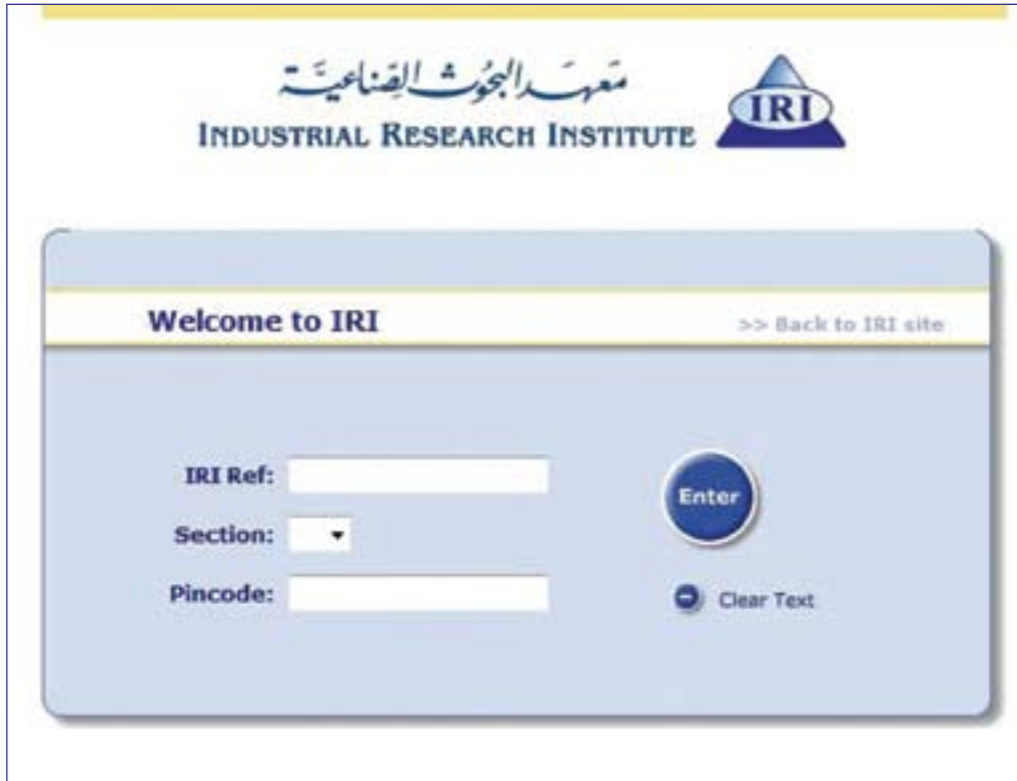 معهد البحوث الصناعية
INDUSTRIAL RESEARCH INSTITUTE
IRI
Welcome to IRI
>> Back to IRI site
IRI Ref:
Enter
Section:
Pincode:
Clear Text